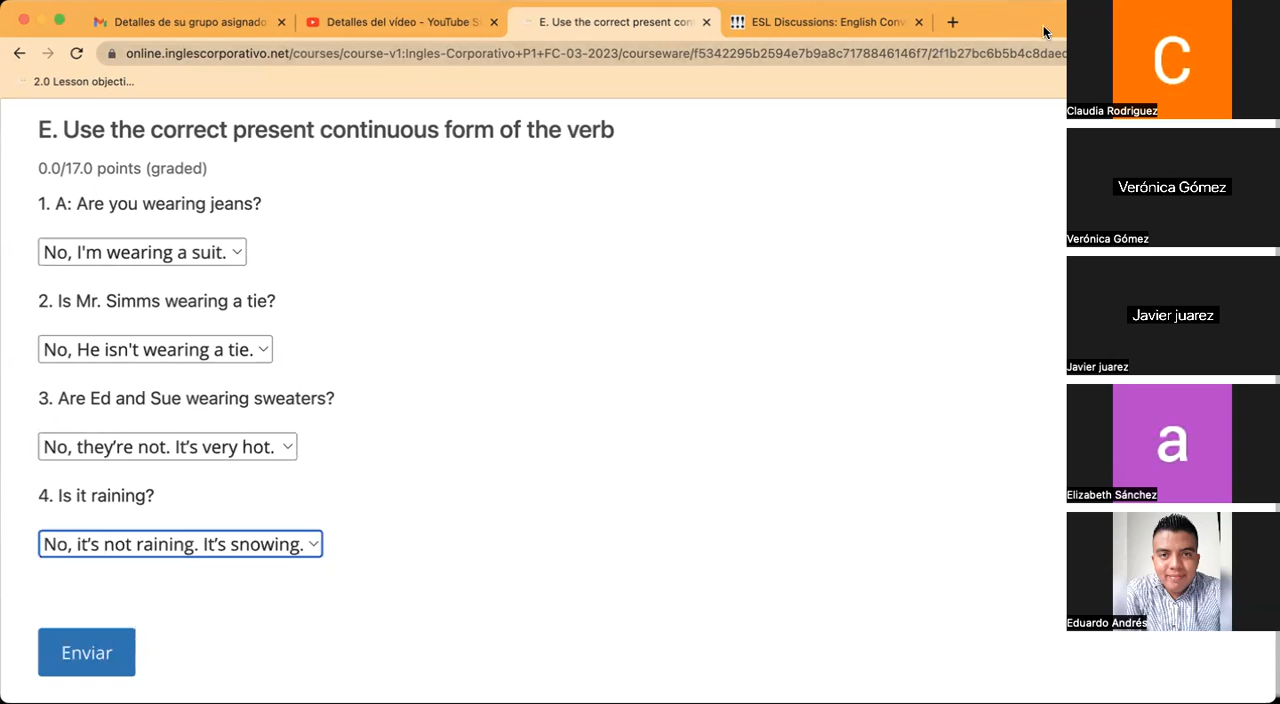 Detalles de su grupo asignado
Detalles del vídeo - YouTube S
E. Use the correct present con
ESL Discussions: English Conv
online.inglescorporativo.net/courses/course-v1:Ingles-Corporativo+P1+FC-03-2023/courseware/f5342295b2594e7b9a8c7178846146f7/2f1b27bc6b5b4c8daed
2.0 Lesson objecti...
E. Use the correct present continuous form of the verb
0.0/17.0 points (graded)
1. A: Are you wearing jeans?
No, I'm wearing a suit.
2. Is Mr. Simms wearing a tie?
No, He isn't wearing a tie.
3. Are Ed and Sue wearing sweaters?
No, they’re not. It’s very hot.
4. Is it raining?
No, it’s not raining. It’s snowing.
Enviar
C
Claudia Rodriguez
Verónica Gómez
Verónica Gómez
Javier juarez
Javier juarez
a
Elizabeth Sánchez
Eduardo Andrés